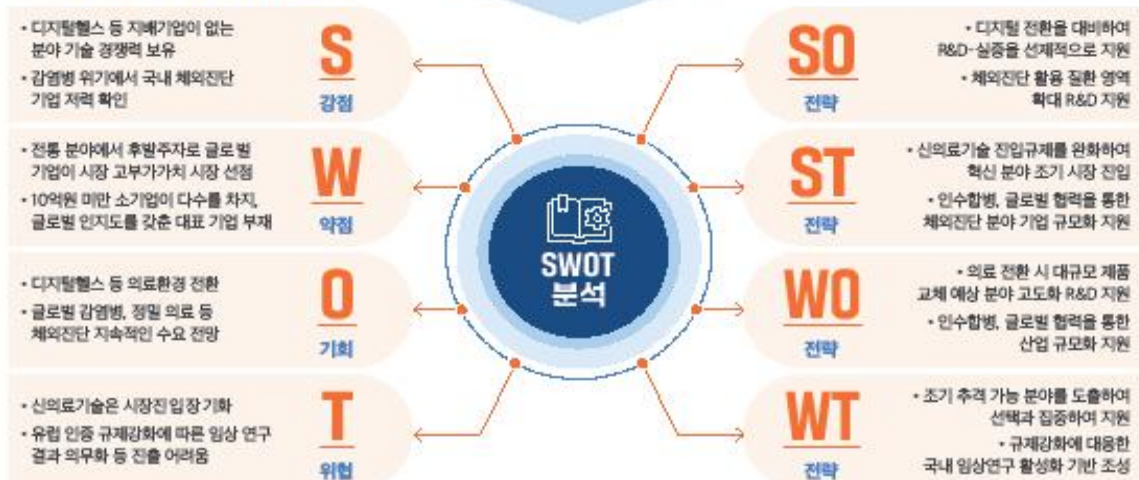 • 디지털헬스 등 지배기업이 없는
분야 기술 경쟁력 보유
• 감염병 위기에서 국내 체외진단
기업 저력 확인
S
강점
• 전통 분야에서 후발주자로 글로벌
기업이 시장 고부가가치 시장 선점
• 10억원 미만 소기업이 다수를 차지,
글로벌 인지도를 갖춘 대표 기업 부재
W
약점
• 디지털헬스 등 의료환경 전환
• 글로벌 감염병, 정밀 의료 등
체외진단 지속적인 수요 전망
O
기회
• 신의료기술은 시장진입 장기화
• 유럽 인증 규제강화에 따른 임상 연구
결과 의무화 등 진출 어려움
T
위협
SWOT
분석
SO
전략
• 디지털 전환을 대비하여
R&D-실증을 선제적으로 지원
• 체외진단 활용 질환 영역
확대 R&D 지원
ST
전략
• 신의료기술 진입규제를 완화하여
혁신 분야 조기 시장 진입
• 인수합병, 글로벌 협력을 통한
체외진단 분야 기업 규모화 지원
WO
전략
• 의료 전환 시 대규모 제품
교체 예상 분야 고도화 R&D 지원
• 인수합병, 글로벌 협력을 통한
산업 규모화 지원
WT
전략
• 조기 추격 가능 분야를 도출하여
선택과 집중하여 지원
• 규제강화에 대응한
국내 임상연구 활성화 기반 조성